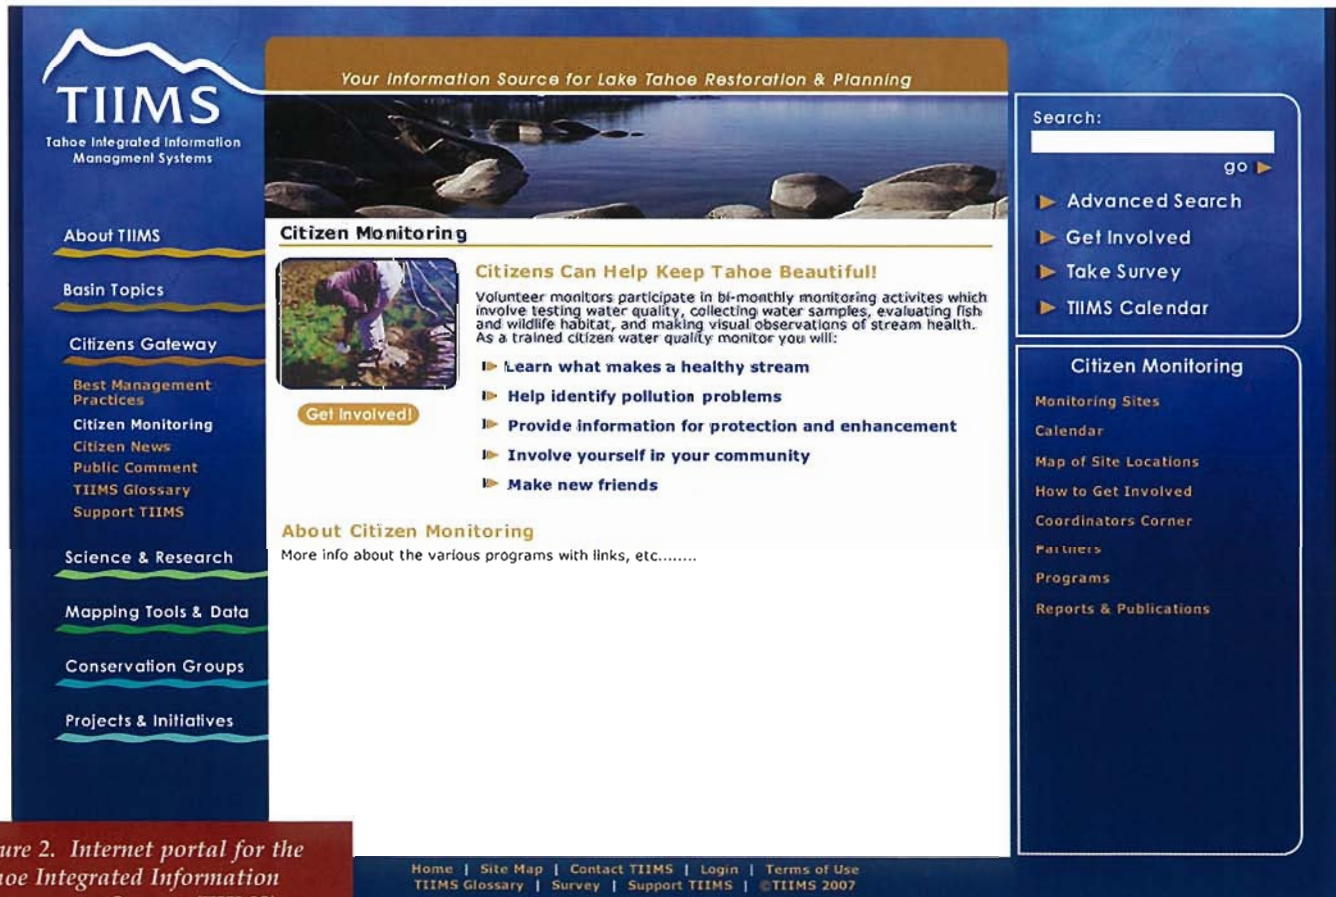 TIIMS
Tahoe Integrated Information
Managment Systems
Your Information Source for Lake Tahoe Restoration & Planning
Search:
go
Advanced Search
Get Involved
Take Survey
TIIMS Calendar
About TIIMS
Basin Topics
Citizens Gateway
Best Management
Practices
Citizen Monitoring
Citizen News
Public Comment
TIIMS Glossary
Support TIIMS
Science & Research
Mapping Tools & Data
Conservation Groups
Projects & Initiatives
Citizen Monitoring
Citizens Can Help Keep Tahoe Beautiful!
Volunteer monitors participate in bi-monthly monitoring activites which
involve testing water quality, collecting water samples, evaluating fish
and wildlife habitat, and making visual observations of stream health.
As a trained citizen water quality monitor you will:
Learn what makes a healthy stream
Help identify pollution problems
Provide information for protection and enhancement
Involve yourself in your community
Make new friends
Get Involved!
About Citizen Monitoring
More info about the various programs with links, etc........
Citizen Monitoring
Monitoring Sites
Calendar
Map of Site Locations
How to Get Involved
Coordinators Corner
Partners
Programs
Reports & Publications
Home | Site Map | Contact TIIMS | Login | Terms of Use
TIIMS Glossary | Survey | Support TIIMS | ©TIIMS 2007
ure 2. Internet portal for the
hoe Integrated Information